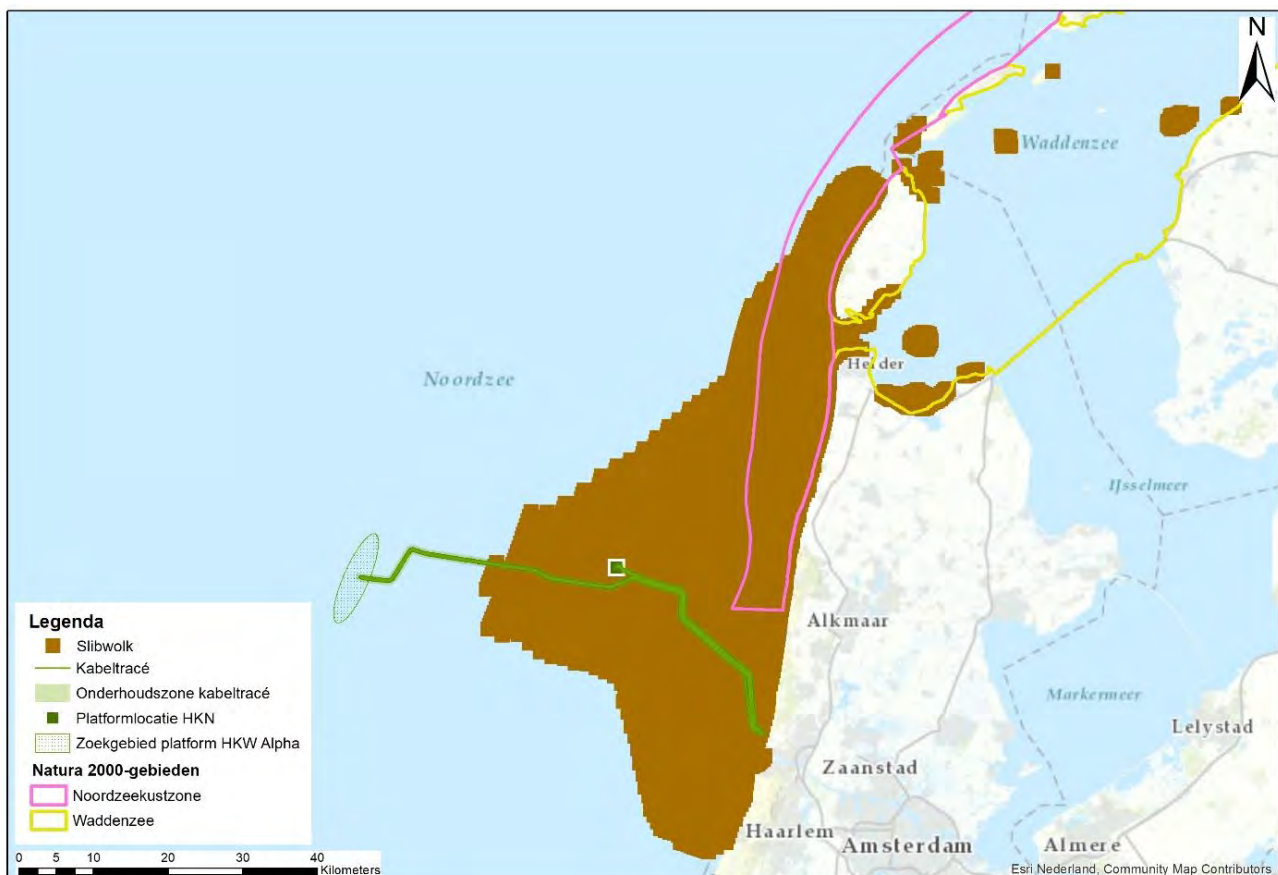 N
Waddenzee
Noordzee
Helder
IJsselmeer
Alkmaar
Markermeer
Lelystad
Zaanstad
Haarlem
Amsterdam
Almere
Legenda
Slibwolk
Kabeltracé
Onderhoudszone kabeltracé
Platformlocatie HKN
Zoekgebied platform HKW Alpha
Natura 2000-gebieden
Noordzeekustzone
Waddenzee
0 5 10 20 30 40
Kilometers
Esri Nederland, Community Map Contributors